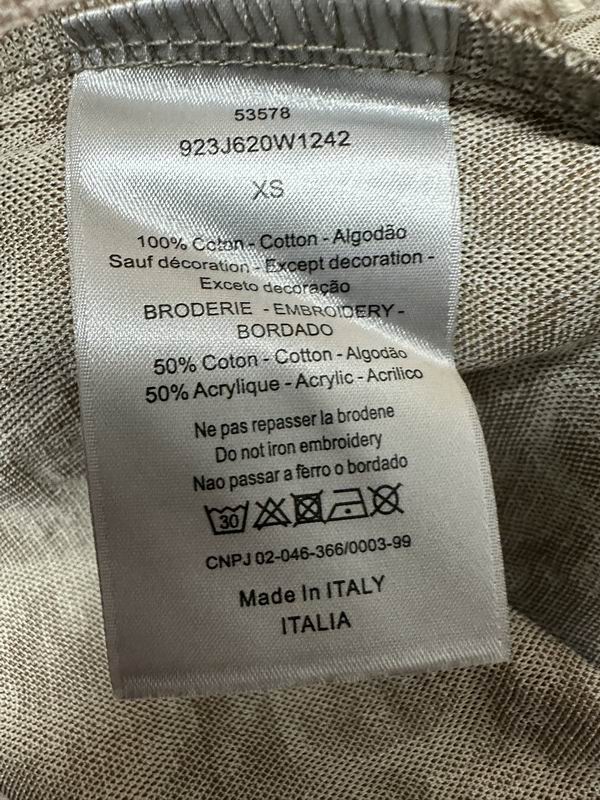 53578
923J620W1242
XS
100% Coton - Cotton - Algodão
Sauf décoration - Except decoration -
Exceto decoração
BRODERIE - EMBROIDERY -
BORDADO
50% Coton - Cotton - Algodão
50% Acrylique - Acrylic - Acrilico
Ne pas repasser la brodene
Do not iron embroidery
Nao passar a ferro o bordado
30
CNPJ 02-046-366/0003-99
Made In ITALY
ITALIA